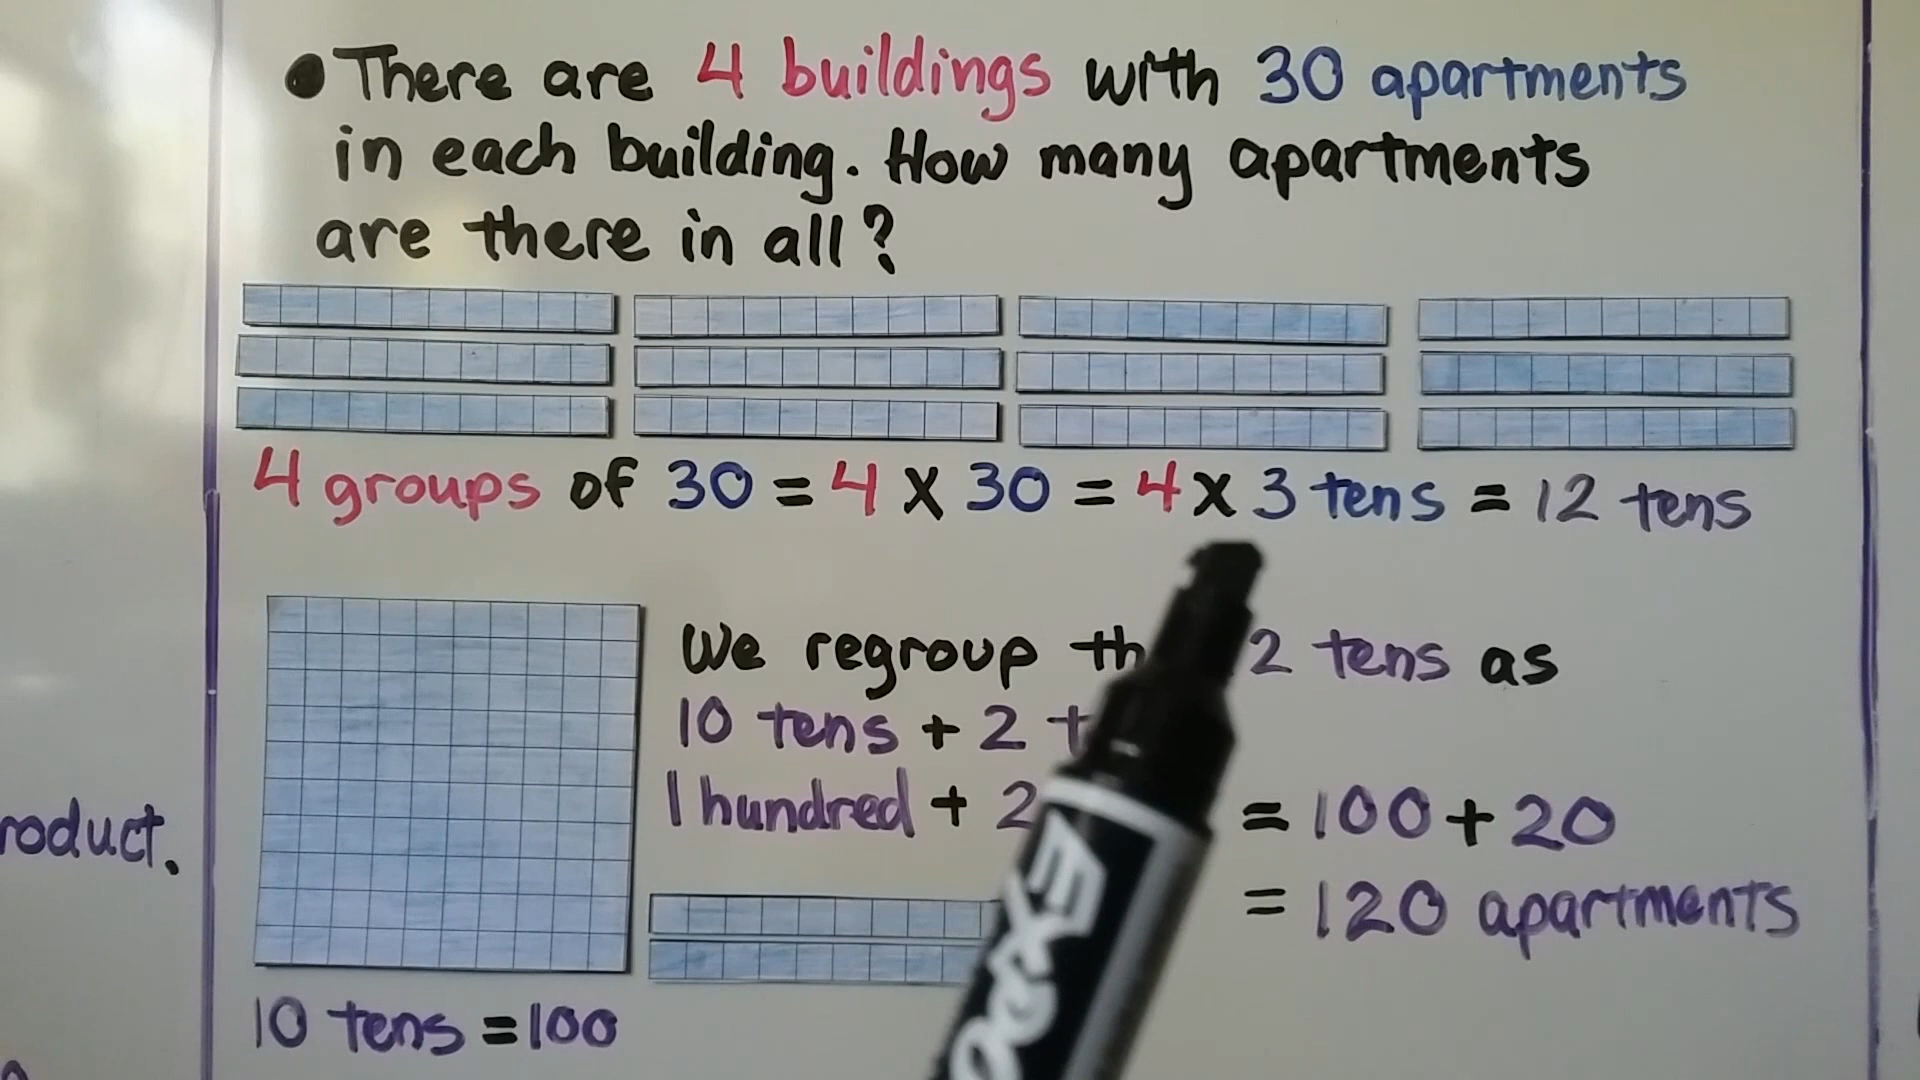 There are 4 buildings with 30 apartments
in each building. How many apartments
are there in all?
4 groups of 30 = 4 x 30 = 4 x 3 tens = 12 tens
We regroup 2 tens as
10 tens + 2
1 hundred + 2 = 100 + 20
= 120 apartments
10 tens = 100
roduct.
EXPO